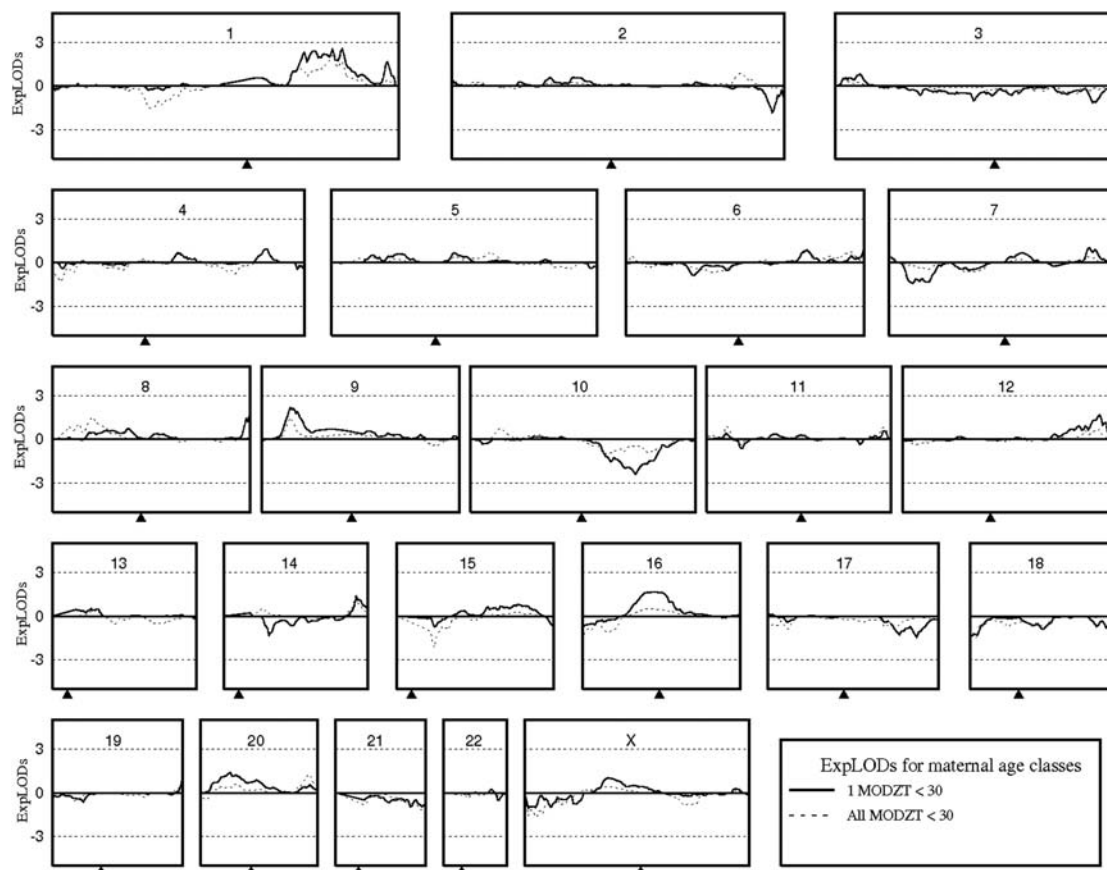 1 2 3
ExpLODs 3 0 -3
4 5 6 7
ExpLODs 3 0 -3
8 9 10 11 12
ExpLODs 3 0 -3
13 14 15 16 17 18
ExpLODs 3 0 -3
19 20 21 22 X
ExpLODs 3 0 -3
ExpLODs for maternal age classes
1 MODZT < 30
All MODZT < 30